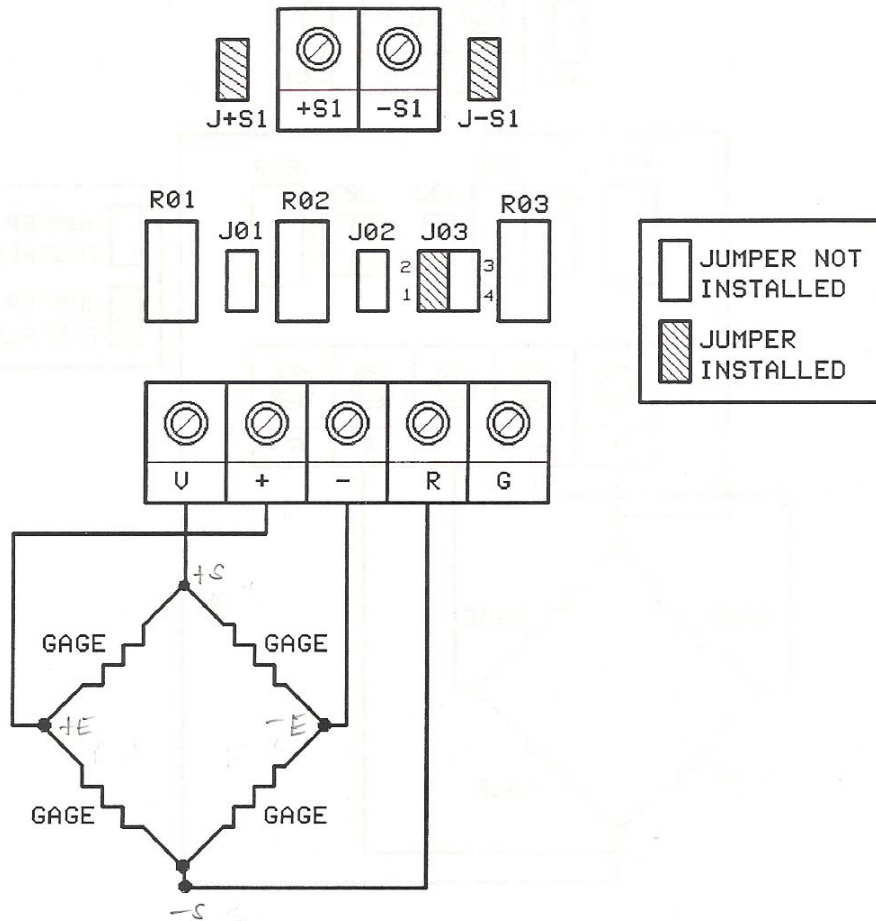 J+S1 +S1 -S1 J-S1
R01 J01 R02 J02 J03 R03
2 3
1 4
JUMPER NOT
INSTALLED
JUMPER
INSTALLED
V + - R G
+S
GAGE GAGE
+E -E
GAGE GAGE
-S